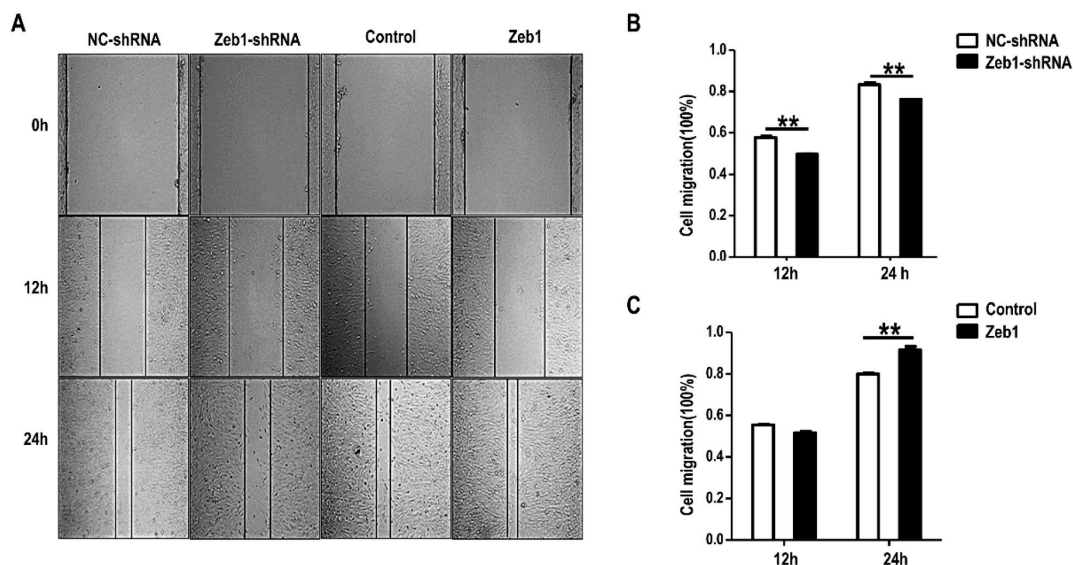 A
NC-shRNA Zeb1-shRNA Control Zeb1
0h
12h
24h
B
NC-shRNA
Zeb1-shRNA
Cell migration(100%)
1.0
0.8
0.6
0.4
0.2
0.0
**
**
12h
24 h
C
Control
Zeb1
Cell migration(100%)
1.0
0.8
0.6
0.4
0.2
0.0
**
12h
24h